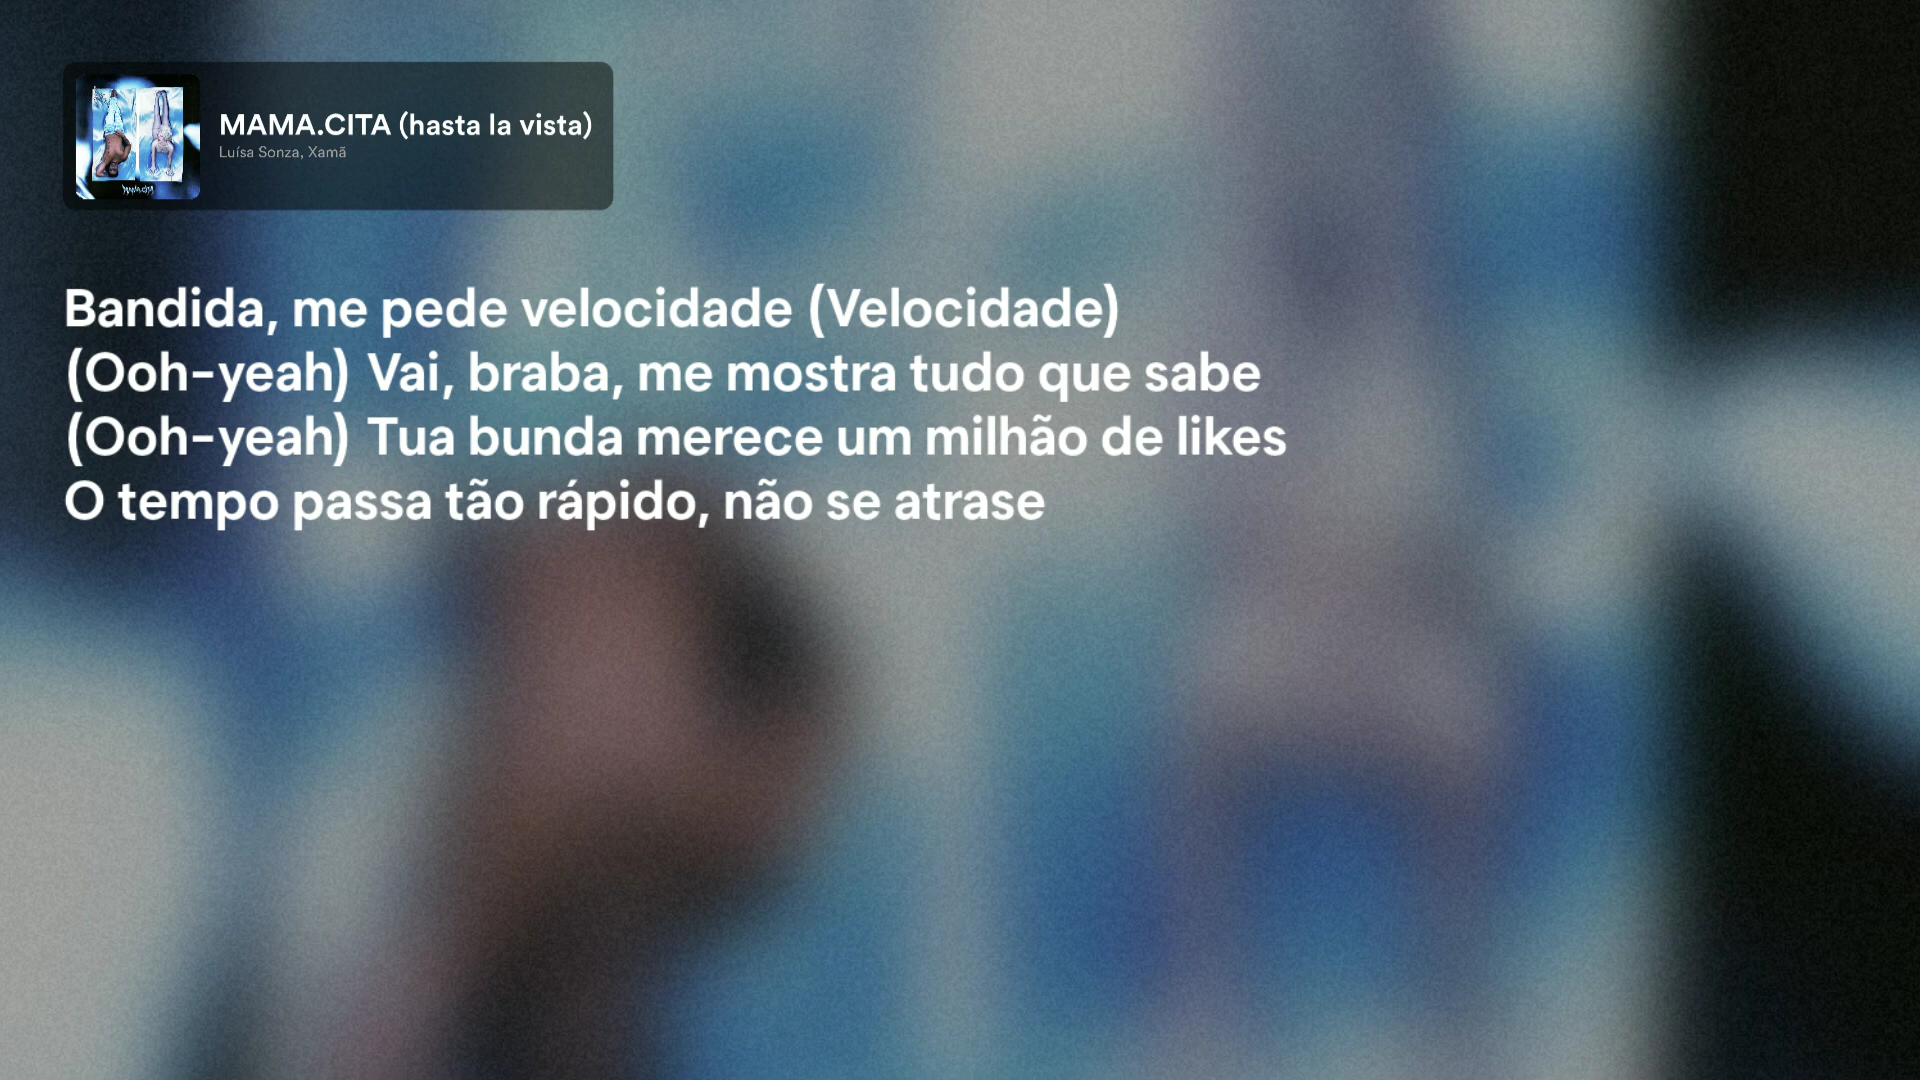 MAMA.CITA (hasta la vista)
Luísa Sonza, Xamã
MAMA.CITA
Bandida, me pede velocidade (Velocidade)
(Ooh-yeah) Vai, braba, me mostra tudo que sabe
(Ooh-yeah) Tua bunda merece um milhão de likes
O tempo passa tão rápido, não se atrase